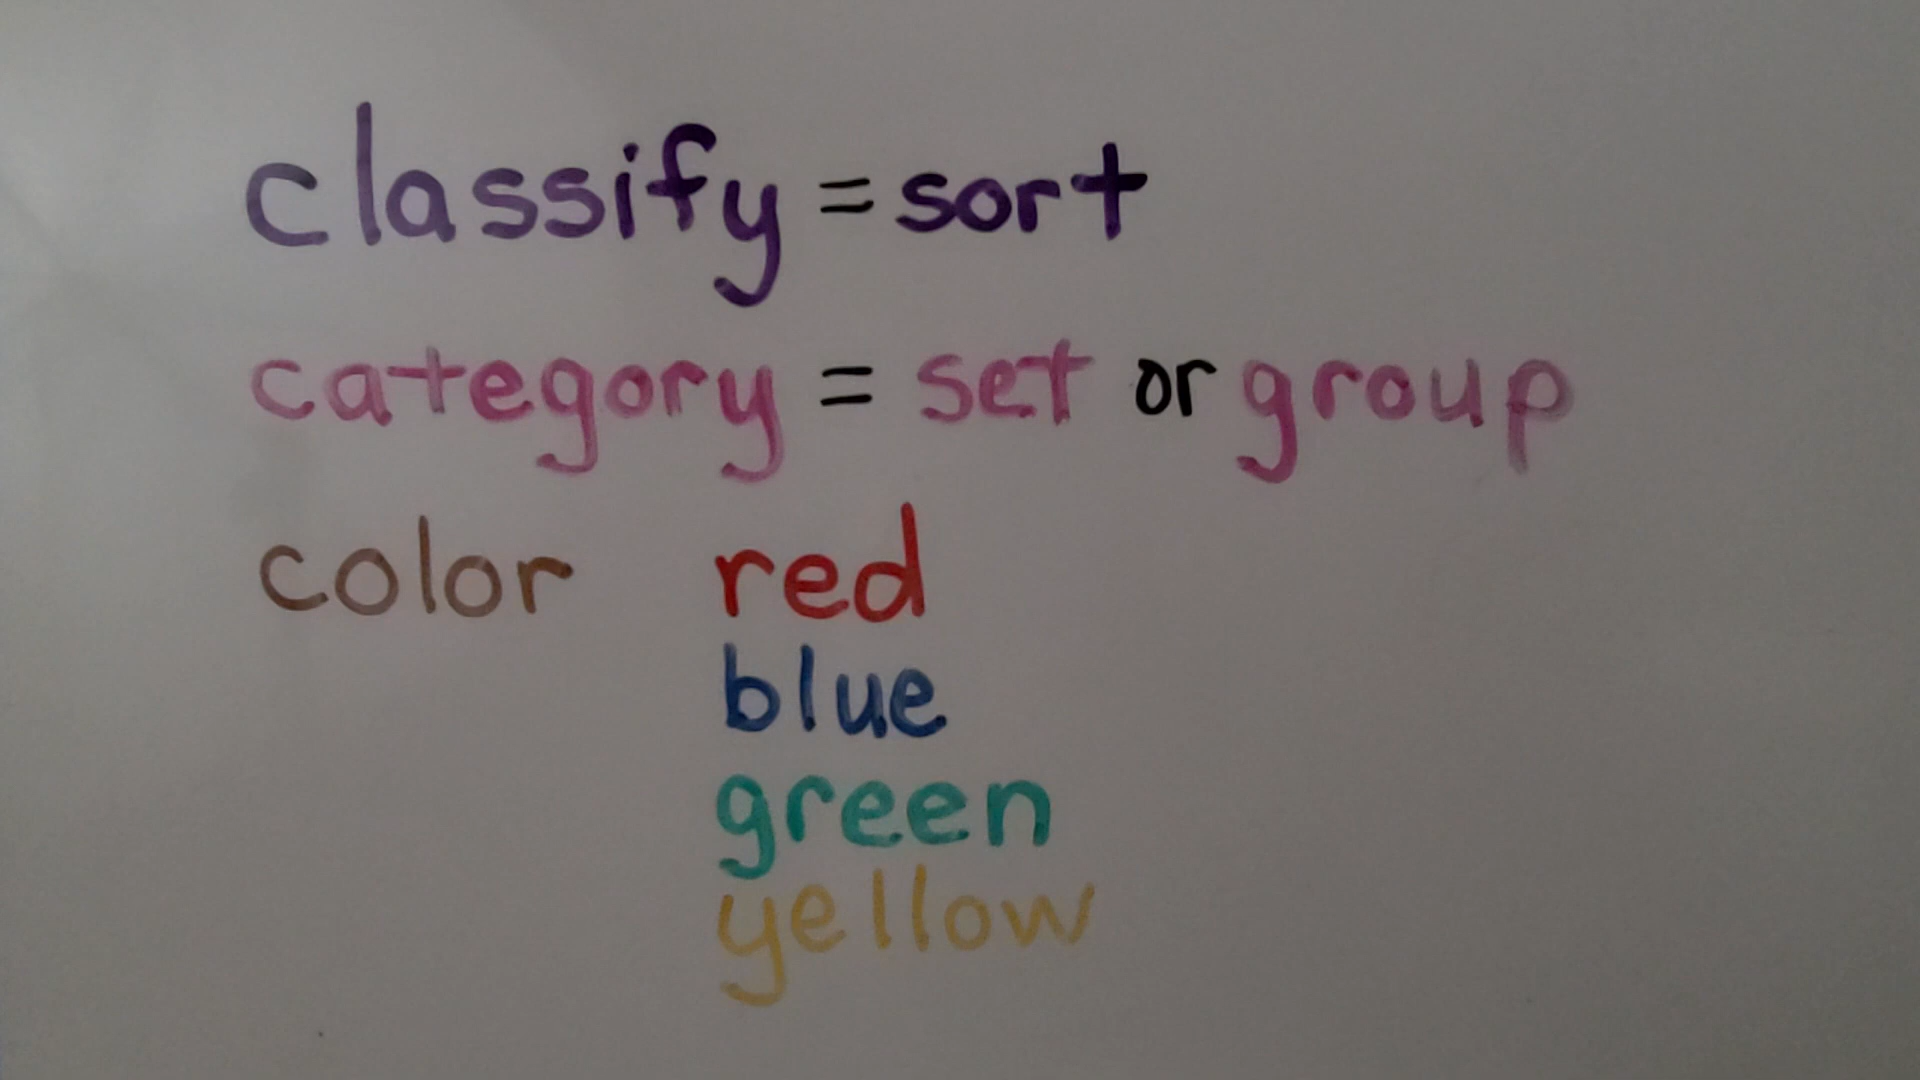 classify = sort
category = set or group
color red
blue
green
yellow